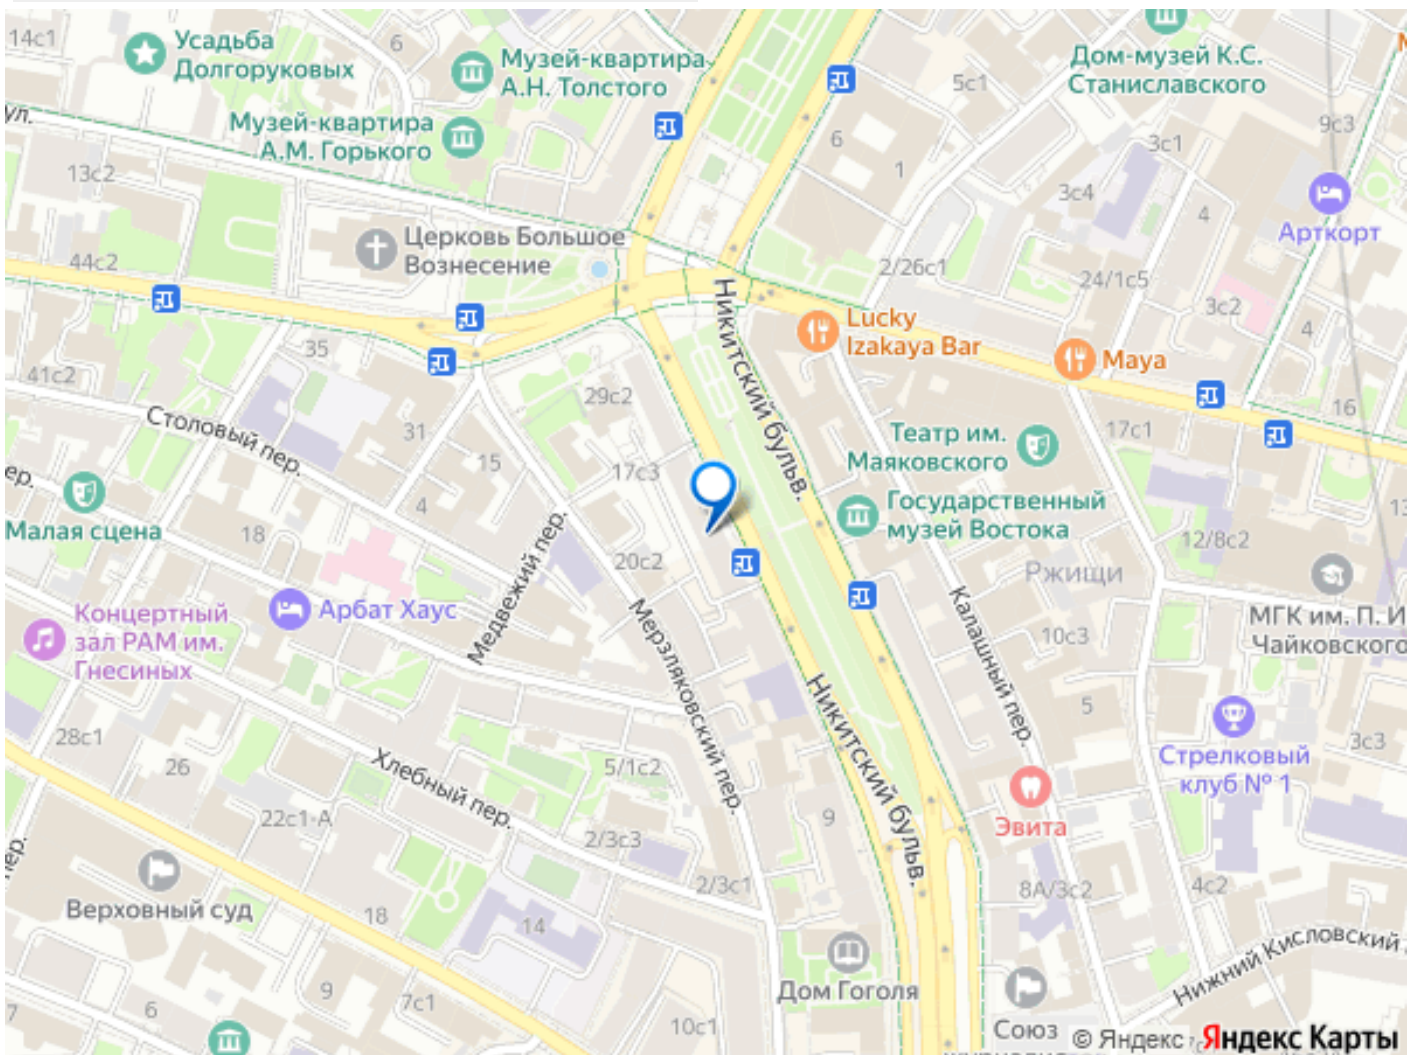 14с1
Усадьба
Долгоруковых
6
Музей-квартира
А.Н. Толстого
Дом-музей К.С.
Станиславского
5с1
ул.
Музей-квартира
А.М. Горького
6
1
3с1
9с3
13с2
3с4
4
Арткорт
Церковь Большое
Вознесение
44с2
2/26с1
24/1с5
3с2
4
Никитский бульв.
Lucky
Izakaya Bar
Maya
35
41с2
29с2
16
Столовый пер.
31
15
17с3
Театр им.
Маяковского
17с1
пер.
4
Малая сцена
18
Государственный
музей Востока
12/8с2
Медвежий пер.
20с2
Ржищи
Арбат Хаус
Концертный
зал РАМ им.
Гнесиных
Мерзляковский пер.
Калашный пер.
10с3
МГК им. П. И
Чайковского
5
28с1
26
Хлебный пер.
5/1с2
Никитский бульв.
3с3
Стрелковый
клуб № 1
22с1-А
2/3с3
9
Эвита
пер.
2/3с1
8А/3с2
4с2
Верховный суд
18
14
Нижний Кисловский
9
7с1
7
6
Дом Гоголя
10с1
Союз
© Яндекс
Яндекс Карты